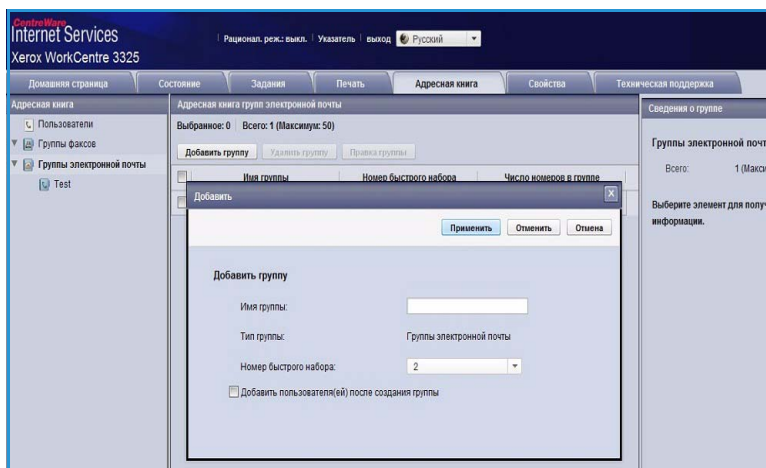 CentreWare
Internet Services
Xerox WorkCentre 3325
Рационал. реж.: выкл. | Указатель | выход Русский
Домашняя страница Состояние Задания Печать Адресная книга Свойства Техническая поддержка
Адресная книга
Пользователи
Группы факсов
Группы электронной почты
Test
Адресная книга групп электронной почты
Выбранное: 0 Всего: 1 (Максимум: 50)
Добавить группу Удалить группу Правка группы
Имя группы Номер быстрого набора Число номеров в группе
Добавить X
Применить Отменить Отмена
Добавить группу
Имя группы:
Тип группы: Группы электронной почты
Номер быстрого набора: 2
Добавить пользователя(ей) после создания группы
Сведения о группе
Группы электронной почт
Всего: 1 (Макси
Выберите элемент для полу
информации.